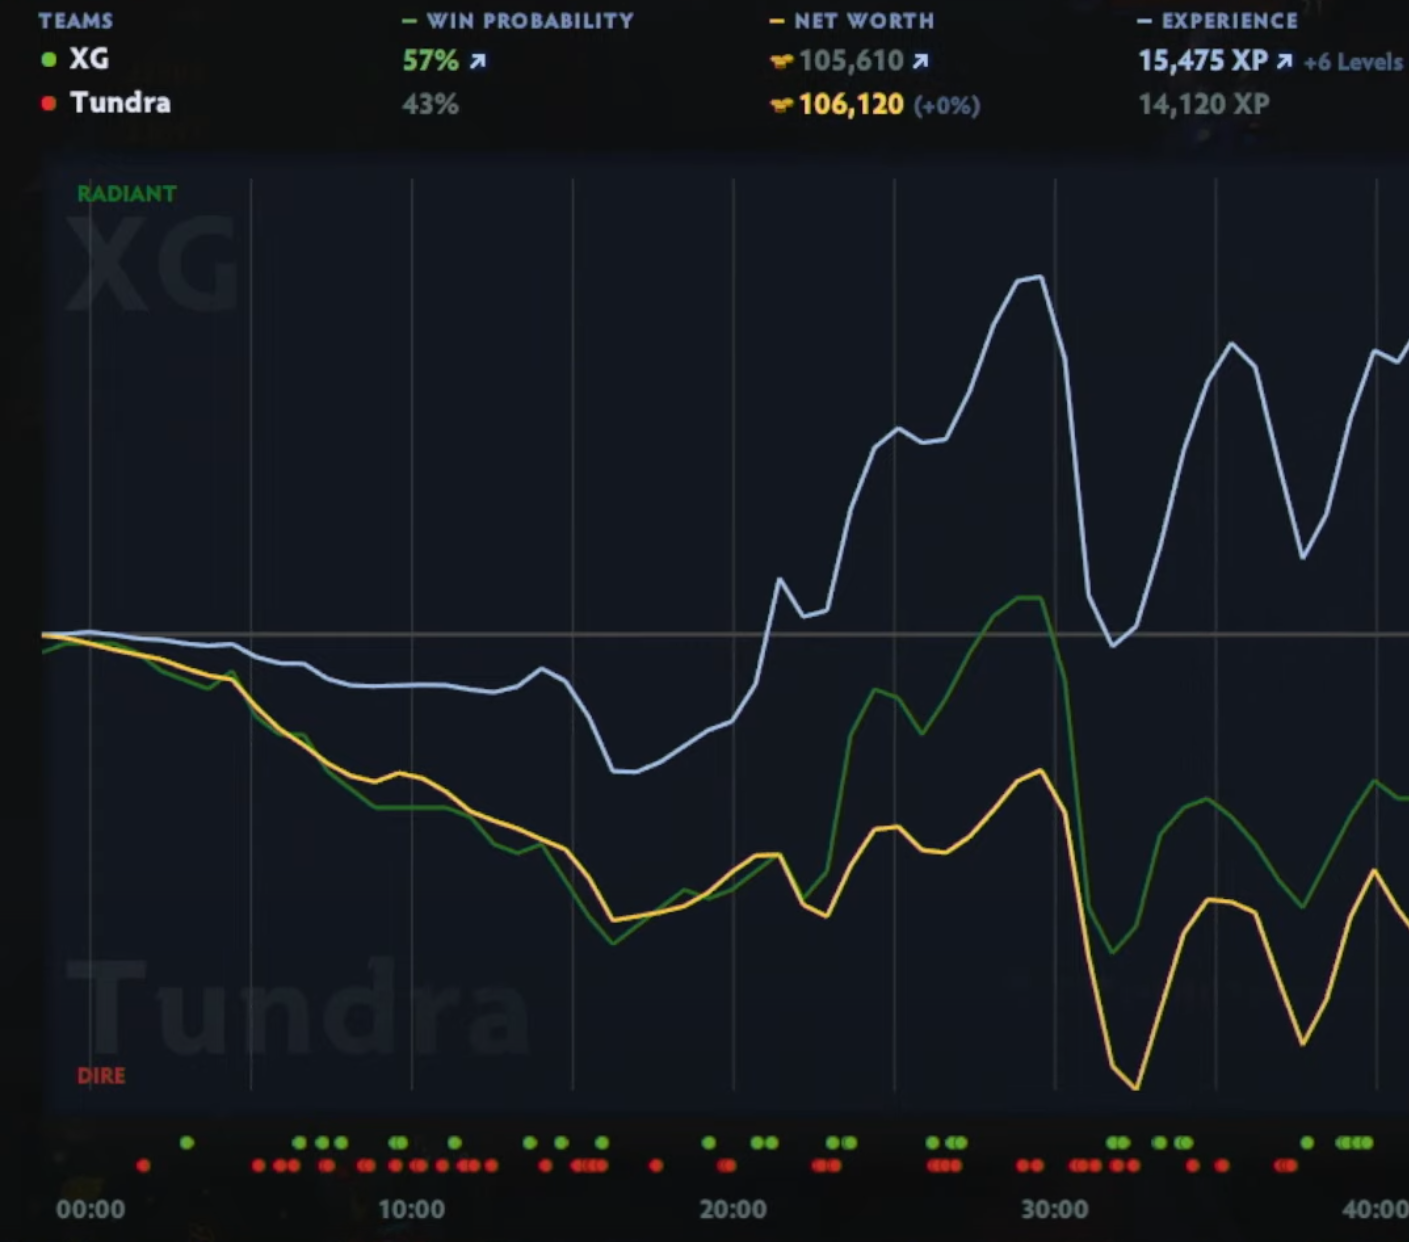 TEAMS WIN PROBABILITY NET WORTH EXPERIENCE
XG 57% 105,610 15,475 XP +6 Levels
Tundra 43% 106,120 (+0%) 14,120 XP
RADIANT
XG
Tundra
DIRE
00:00 10:00 20:00 30:00 40:00